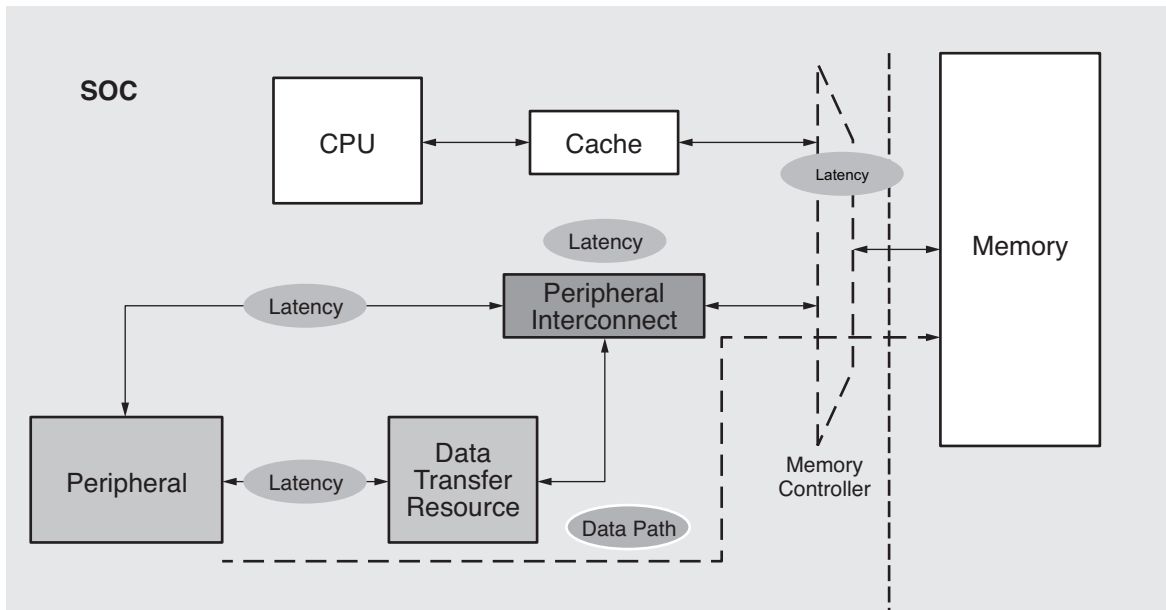 SOC
CPU
Cache
Latency
Latency
Memory
Latency
Peripheral
Interconnect
Peripheral
Latency
Data
Transfer
Resource
Memory
Controller
Data Path